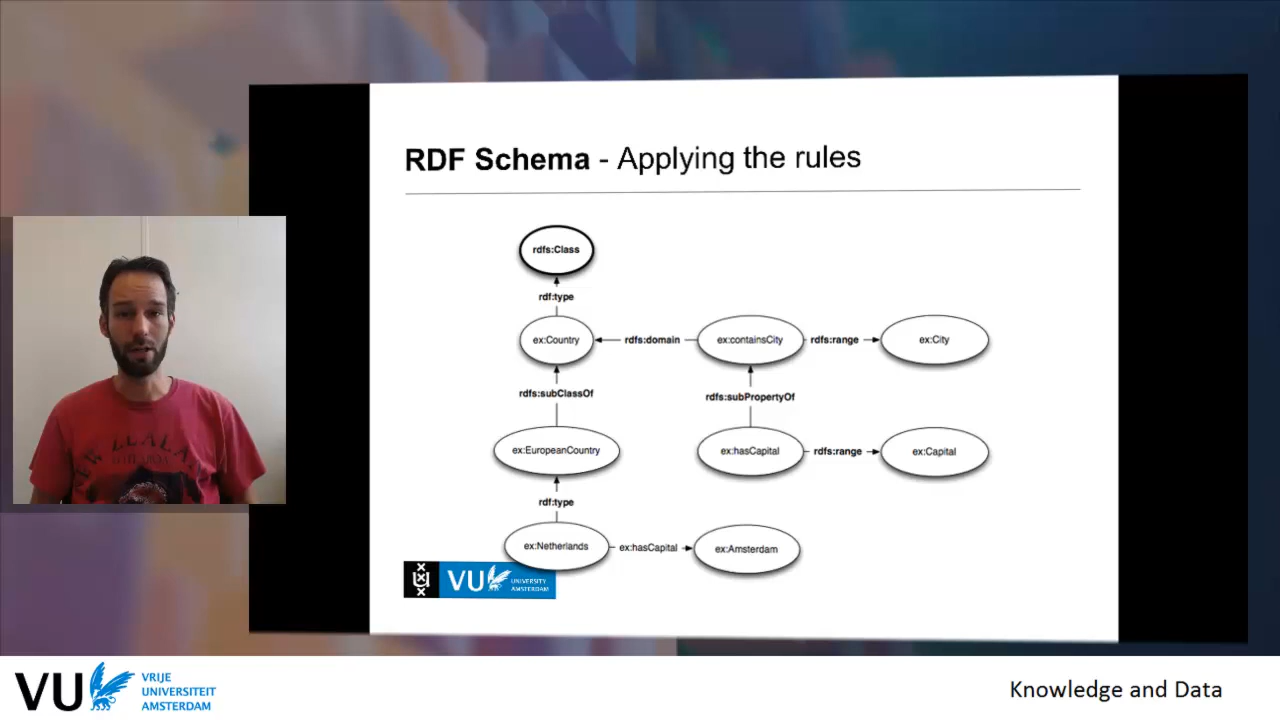 RDF Schema - Applying the rules
rdfs:Class
rdf:type
ex:Country
rdfs:domain
ex:containsCity
rdfs:range
ex:City
rdfs:subClassOf
rdfs:subPropertyOf
ex:EuropeanCountry
ex:hasCapital
rdfs:range
ex:Capital
rdf:type
ex:Netherlands
ex:hasCapital
ex:Amsterdam
VU
UNIVERSITY
AMSTERDAM
VU
VRIJE
UNIVERSITEIT
AMSTERDAM
Knowledge and Data